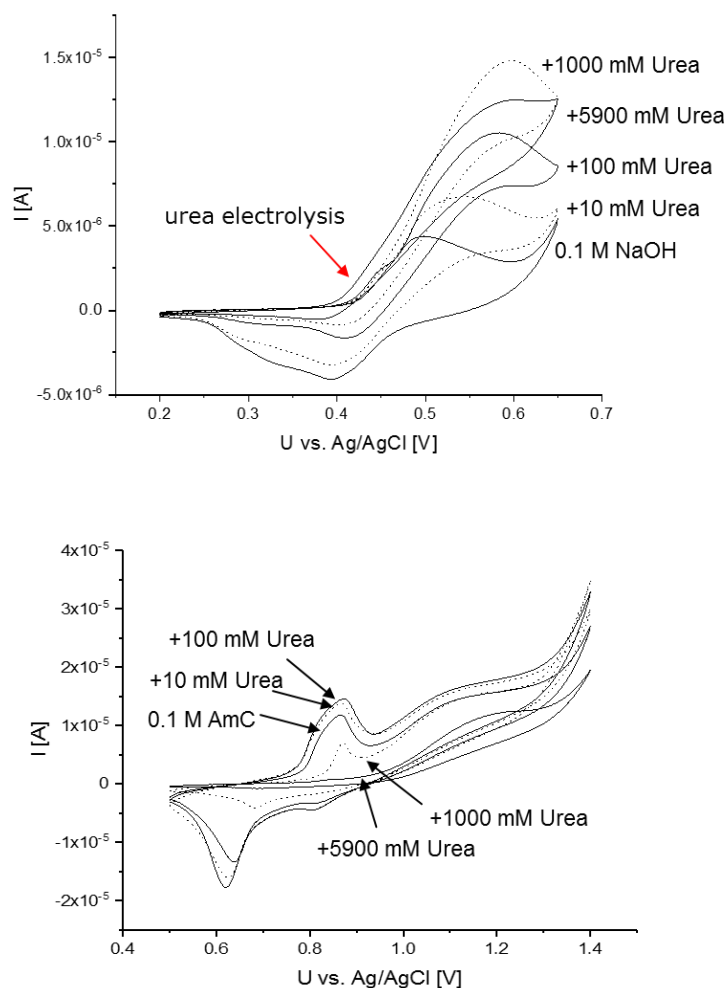 1.5x10⁻⁵
1.0x10⁻⁵
5.0x10⁻⁶
0.0
-5.0x10⁻⁶
I [A]
0.2 0.3 0.4 0.5 0.6 0.7
U vs. Ag/AgCl [V]
urea electrolysis
+1000 mM Urea
+5900 mM Urea
+100 mM Urea
+10 mM Urea
0.1 M NaOH
4x10⁻⁵
3x10⁻⁵
2x10⁻⁵
1x10⁻⁵
0
-1x10⁻⁵
-2x10⁻⁵
I [A]
0.4 0.6 0.8 1.0 1.2 1.4
U vs. Ag/AgCl [V]
+100 mM Urea
+10 mM Urea
0.1 M AmC
+1000 mM Urea
+5900 mM Urea